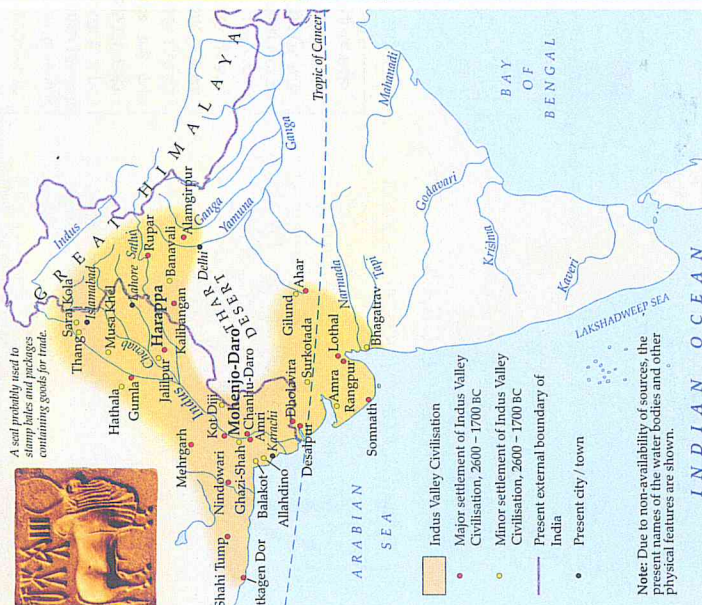 A seal probably used to
stamp bales and packages
containing goods for trade.
GREAT HIMALAYA
Indus
Sarai Kola
Islamabad
Thang
Musa Khel
Lahore
Satluj
Rupar
Hathala
Gumla
Chenab
Harappa
Jalilpur
Banavali
Kalibangan
Ganga
Alamgirpur
Yamuna
Delhi
Ganga
Tropic of Cancer
Mehrgarh
Indus
THAR
DESERT
Kot Diji
Mohenjo-Daro
Nindowari
Chanhu-Daro
Ghazi-Shah
Amri
Balakot
Karachi
Allahdino
Shahi Tump
tkagen Dor
Dholavira
Desalpur
Surkotada
Gilund
Ahar
Amra
Lothal
Rangpur
Somnath
Bhagatrav
Narmada
Tapi
Mahanadi
Godavari
Krishna
Kaveri
BAY
OF
BENGAL
ARABIAN
SEA
LAKSHADWEEP SEA
INDIAN OCEAN
Indus Valley Civilisation
Major settlement of Indus Valley
Civilisation, 2600 – 1700 BC
Minor settlement of Indus Valley
Civilisation, 2600 – 1700 BC
Present external boundary of
India
Present city / town
Note: Due to non-availability of sources, the
present names of the water bodies and other
physical features are shown.